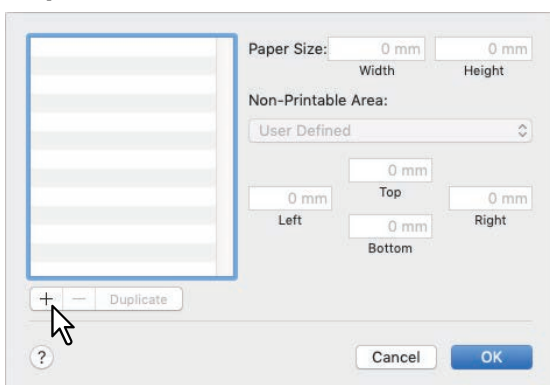 Paper Size: 0 mm 0 mm
Width Height
Non-Printable Area:
User Defined
0 mm
Top
0 mm 0 mm
Left Right
0 mm
Bottom
+ − Duplicate
? Cancel OK